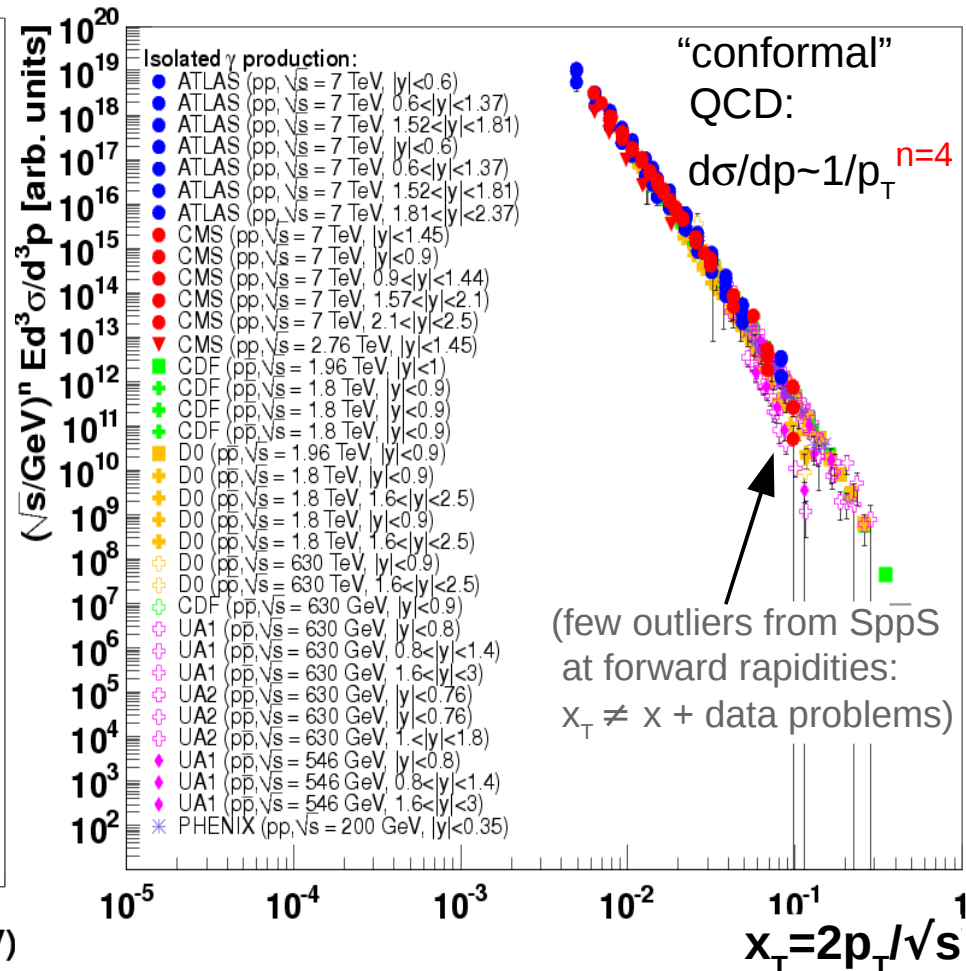 10^20
10^19
10^18
10^17
10^16
10^15
10^14
10^13
10^12
10^11
10^10
10^9
10^8
10^7
10^6
10^5
10^4
10^3
10^2
(√s/GeV)^n Ed³σ/d³p [arb. units]
Isolated γ production:
ATLAS (pp, √s = 7 TeV, |y|<0.6)
ATLAS (pp, √s = 7 TeV, 0.6<|y|<1.37)
ATLAS (pp, √s = 7 TeV, 1.52<|y|<1.81)
ATLAS (pp, √s = 7 TeV, |y|<0.6)
ATLAS (pp, √s = 7 TeV, 0.6<|y|<1.37)
ATLAS (pp, √s = 7 TeV, 1.52<|y|<1.81)
ATLAS (pp, √s = 7 TeV, 1.81<|y|<2.37)
CMS (pp, √s = 7 TeV, |y|<1.45)
CMS (pp, √s = 7 TeV, |y|<0.9)
CMS (pp, √s = 7 TeV, 0.9<|y|<1.44)
CMS (pp, √s = 7 TeV, 1.57<|y|<2.1)
CMS (pp, √s = 7 TeV, 2.1<|y|<2.5)
CMS (pp, √s = 2.76 TeV, |y|<1.45)
CDF (pp̅, √s = 1.96 TeV, |y|<1)
CDF (pp̅, √s = 1.8 TeV, |y|<0.9)
CDF (pp̅, √s = 1.8 TeV, |y|<0.9)
CDF (pp̅, √s = 1.8 TeV, |y|<0.9)
D0 (pp̅, √s = 1.96 TeV, |y|<0.9)
D0 (pp̅, √s = 1.8 TeV, |y|<0.9)
D0 (pp̅, √s = 1.8 TeV, 1.6<|y|<2.5)
D0 (pp̅, √s = 1.8 TeV, |y|<0.9)
D0 (pp̅, √s = 1.8 TeV, 1.6<|y|<2.5)
D0 (pp̅, √s = 630 TeV, |y|<0.9)
D0 (pp̅, √s = 630 TeV, 1.6<|y|<2.5)
CDF (pp̅, √s = 630 GeV, |y|<0.9)
UA1 (pp̅, √s = 630 GeV, |y|<0.8)
UA1 (pp̅, √s = 630 GeV, 0.8<|y|<1.4)
UA1 (pp̅, √s = 630 GeV, 1.6<|y|<3)
UA2 (pp̅, √s = 630 GeV, |y|<0.76)
UA2 (pp̅, √s = 630 GeV, |y|<0.76)
UA2 (pp̅, √s = 630 GeV, 1.<|y|<1.8)
UA1 (pp̅, √s = 546 GeV, |y|<0.8)
UA1 (pp̅, √s = 546 GeV, 0.8<|y|<1.4)
UA1 (pp̅, √s = 546 GeV, 1.6<|y|<3)
PHENIX (pp, √s = 200 GeV, |y|<0.35)
“conformal”
QCD:
dσ/dp~1/p_T^n=4
(few outliers from Spp̅S
at forward rapidities:
x_T ≠ x + data problems)
10^-5 10^-4 10^-3 10^-2 10^-1 1
x_T=2p_T/√s